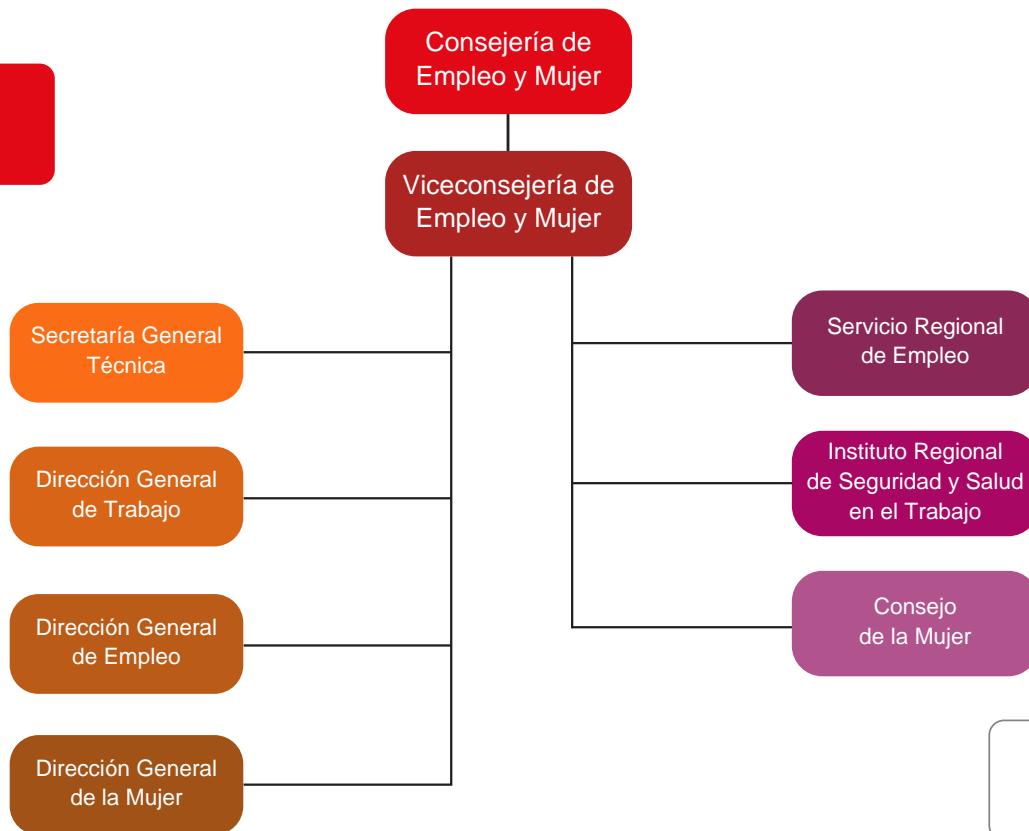 Consejería de
Empleo y Mujer
Viceconsejería de
Empleo y Mujer
Secretaría General
Técnica
Dirección General
de Trabajo
Dirección General
de Empleo
Dirección General
de la Mujer
Servicio Regional
de Empleo
Instituto Regional
de Seguridad y Salud
en el Trabajo
Consejo
de la Mujer